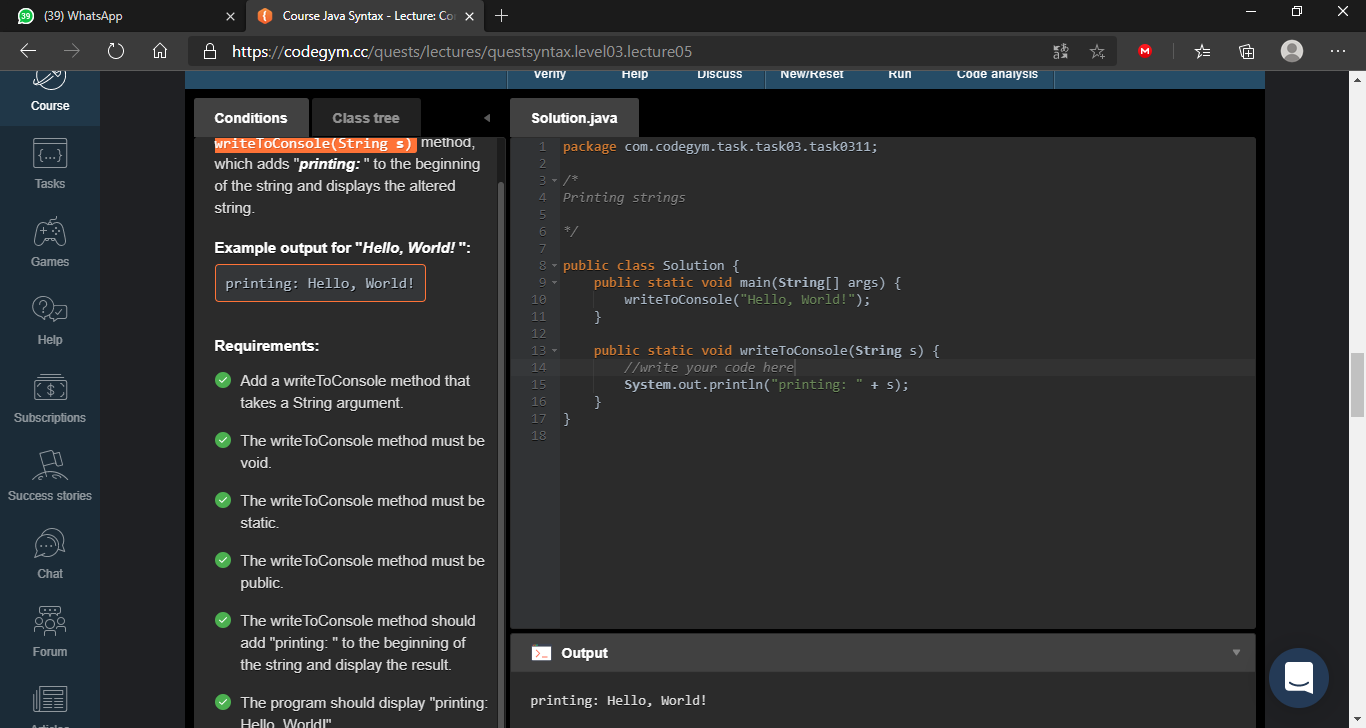 (39) WhatsApp
Course Java Syntax - Lecture: Co
https://codegym.cc/quests/lectures/questsyntax.level03.lecture05
Course
Tasks
Games
Help
Subscriptions
Success stories
Chat
Forum
Articles
Verify Help Discuss New/Reset Run Code analysis
Conditions Class tree
writeToConsole(String s) method,
which adds "printing: " to the beginning
of the string and displays the altered
string.
Example output for "Hello, World! ":
printing: Hello, World!
Requirements:
Add a writeToConsole method that
takes a String argument.
The writeToConsole method must be
void.
The writeToConsole method must be
static.
The writeToConsole method must be
public.
The writeToConsole method should
add "printing: " to the beginning of
the string and display the result.
The program should display "printing:
Hello, World!"
Solution.java
1 package com.codegym.task.task03.task0311;
2
3 /*
4 Printing strings
5
6 */
7
8 public class Solution {
9 public static void main(String[] args) {
10 writeToConsole("Hello, World!");
11 }
12
13 public static void writeToConsole(String s) {
14 //write your code here
15 System.out.println("printing: " + s);
16 }
17 }
18
Output
printing: Hello, World!